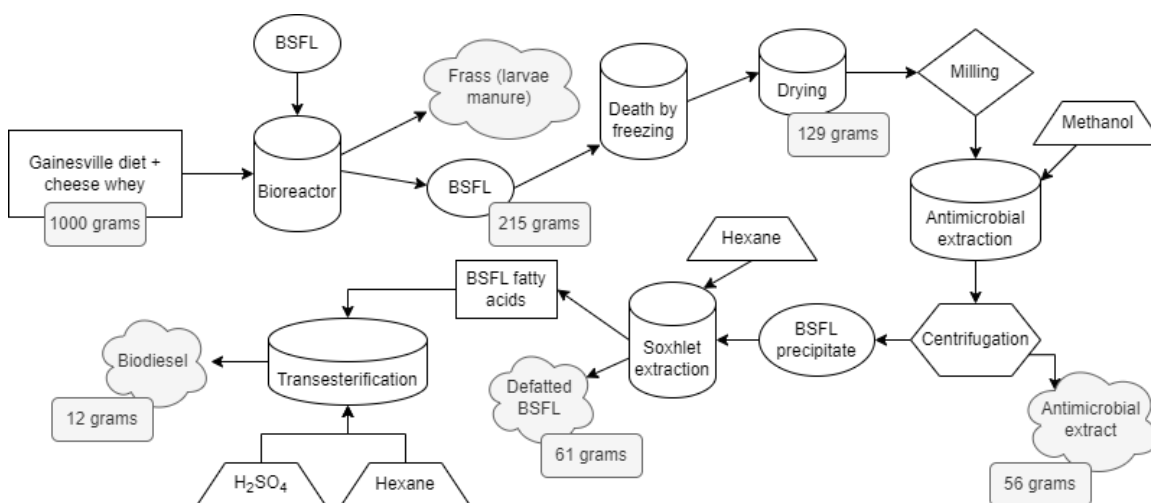 BSFL
Gainesville diet +
cheese whey
1000 grams
Bioreactor
Frass (larvae
manure)
BSFL
215 grams
Death by
freezing
Drying
129 grams
Milling
Methanol
Antimicrobial
extraction
Centrifugation
Antimicrobial
extract
56 grams
BSFL
precipitate
Hexane
Soxhlet
extraction
Defatted
BSFL
61 grams
BSFL fatty
acids
Transesterification
H₂SO₄
Hexane
Biodiesel
12 grams